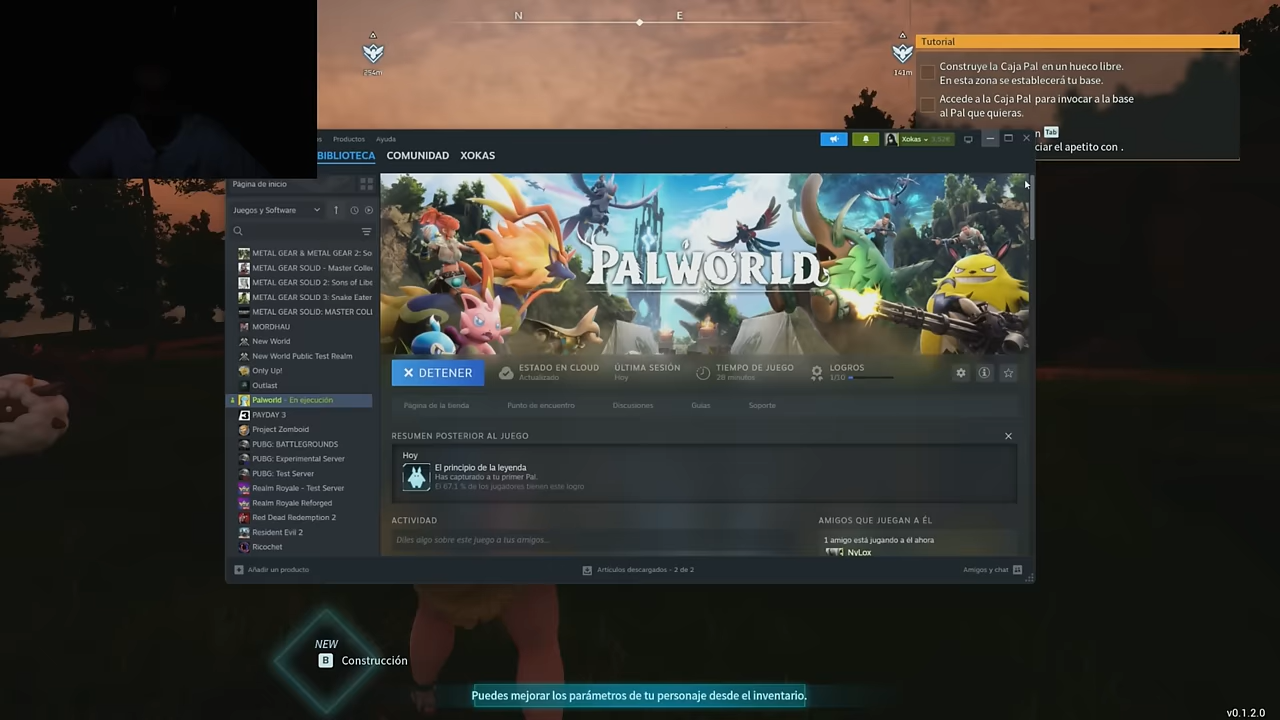 N
E
254m
141m
Tutorial
Construye la Caja Pal en un hueco libre.
En esta zona se establecerá tu base.
Accede a la Caja Pal para invocar a la base
al Pal que quieras.
n Tab
ciar el apetito con .
Productos
Ayuda
Xokas
BIBLIOTECA
COMUNIDAD
XOKAS
Página de inicio
Juegos y Software
METAL GEAR & METAL GEAR 2: So
METAL GEAR SOLID - Master Collec
METAL GEAR SOLID 2: Sons of Libe
METAL GEAR SOLID 3: Snake Eater
METAL GEAR SOLID: MASTER COLL
MORDHAU
New World
New World Public Test Realm
Only Up!
Outlast
Palworld - En ejecución
PAYDAY 3
Project Zomboid
PUBG: BATTLEGROUNDS
PUBG: Experimental Server
PUBG: Test Server
Realm Royale - Test Server
Realm Royale Reforged
Red Dead Redemption 2
Resident Evil 2
Ricochet
Añadir un producto
PALWORLD
DETENER
ESTADO EN CLOUD
Actualizado
ÚLTIMA SESIÓN
Hoy
TIEMPO DE JUEGO
28 minutos
LOGROS
1/10
Página de la tienda
Punto de encuentro
Discusiones
Guías
Soporte
RESUMEN POSTERIOR AL JUEGO
Hoy
El principio de la leyenda
Has capturado a tu primer Pal.
El 67.1 % de los jugadores tienen este logro
ACTIVIDAD
Diles algo sobre este juego a tus amigos...
AMIGOS QUE JUEGAN A ÉL
1 amigo está jugando a él ahora
NyLox
Artículos descargados - 2 de 2
Amigos y chat
NEW
B Construcción
Puedes mejorar los parámetros de tu personaje desde el inventario.
v0.1.2.0